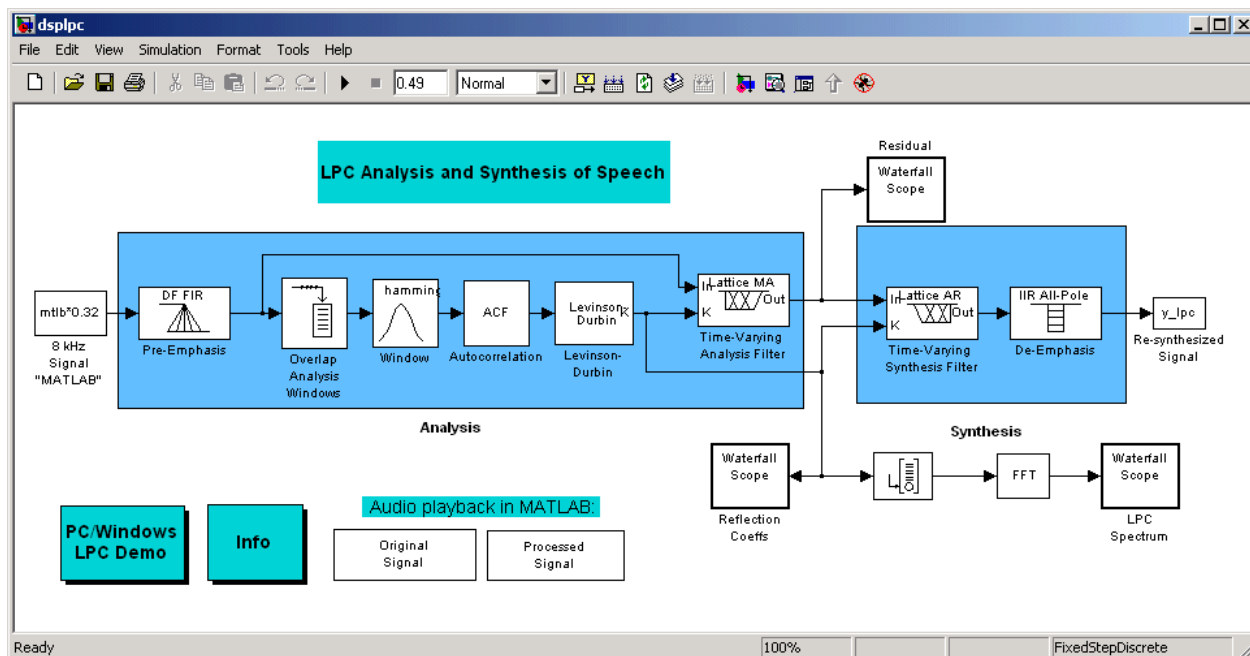 dsplpc
File Edit View Simulation Format Tools Help
0.49 Normal
LPC Analysis and Synthesis of Speech
Residual
Waterfall
Scope
mtlb*0.32
8 kHz
Signal
"MATLAB"
DF FIR
Pre-Emphasis
Overlap
Analysis
Windows
hamming
Window
ACF
Autocorrelation
Levinson
Durbin
K
Levinson-
Durbin
Lattice MA
In
Out
K
Time-Varying
Analysis Filter
Lattice AR
In
Out
K
Time-Varying
Synthesis Filter
IIR All-Pole
De-Emphasis
y_lpc
Re-synthesized
Signal
Analysis
Synthesis
Waterfall
Scope
Reflection
Coeffs
FFT
Waterfall
Scope
LPC
Spectrum
PC/Windows
LPC Demo
Info
Audio playback in MATLAB:
Original
Signal
Processed
Signal
Ready 100% FixedStepDiscrete